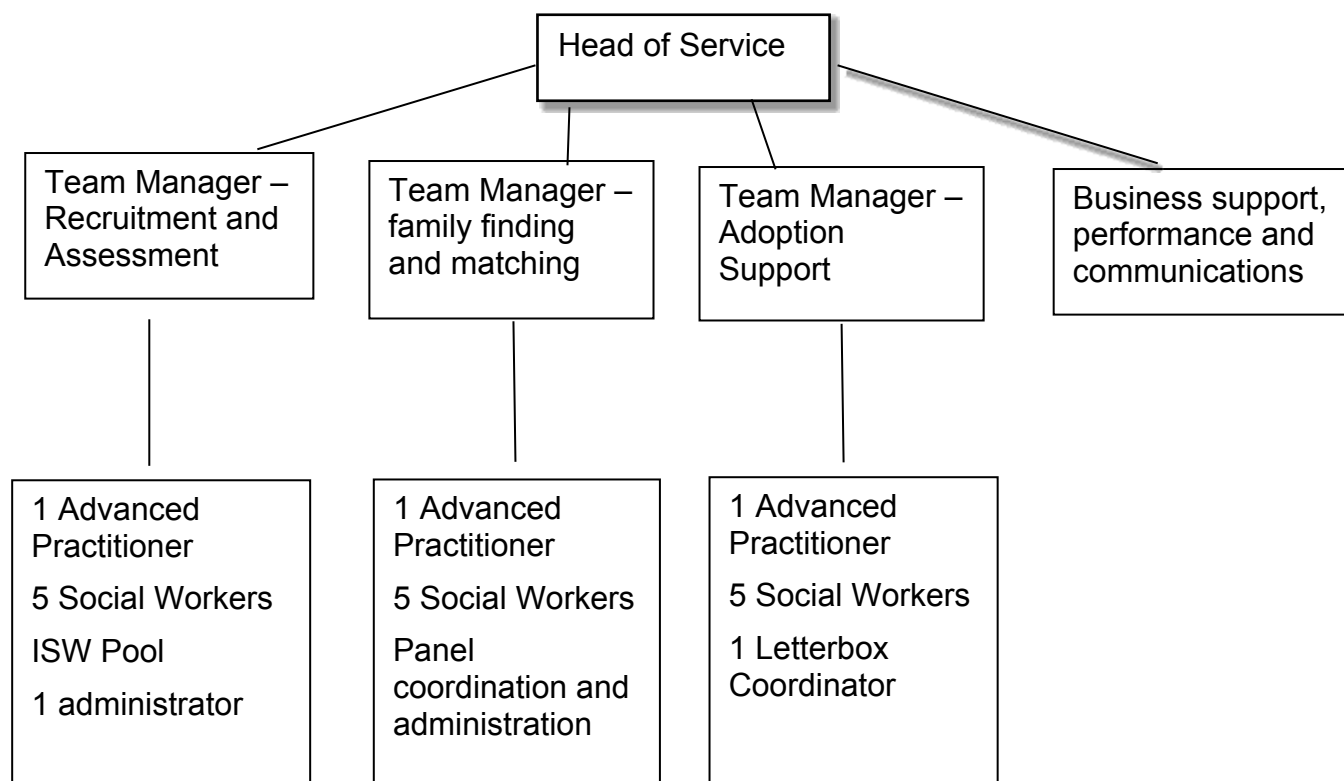 Head of Service
Team Manager –
Recruitment and
Assessment
Team Manager –
family finding
and matching
Team Manager –
Adoption
Support
Business support,
performance and
communications
1 Advanced
Practitioner
5 Social Workers
ISW Pool
1 administrator
1 Advanced
Practitioner
5 Social Workers
Panel
coordination and
administration
1 Advanced
Practitioner
5 Social Workers
1 Letterbox
Coordinator